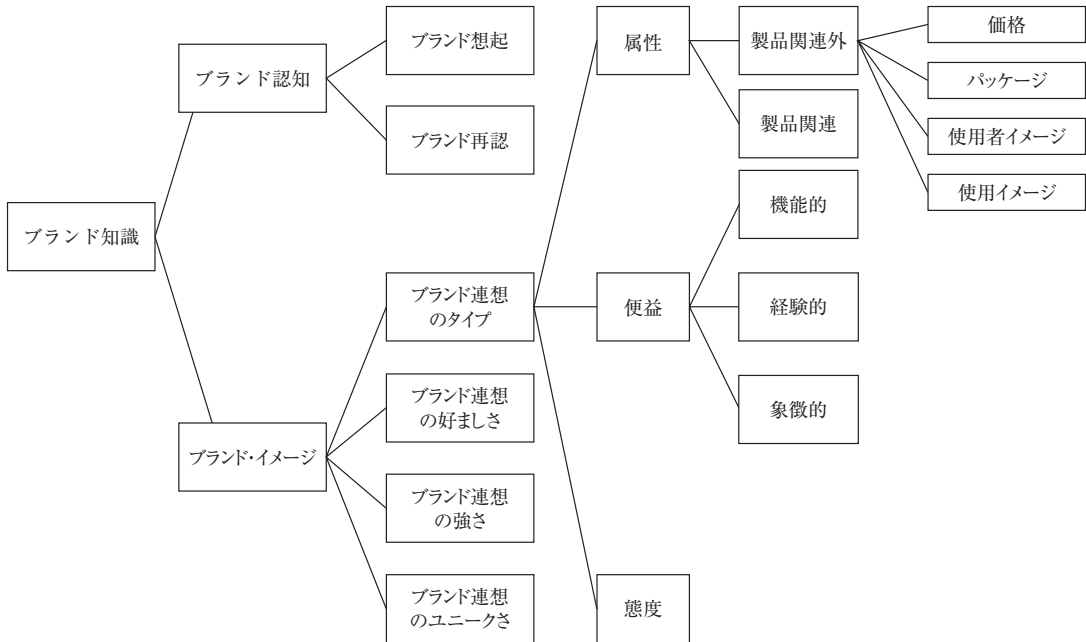 ブランド知識
ブランド認知
ブランド・イメージ
ブランド想起
ブランド再認
ブランド連想
のタイプ
ブランド連想
の好ましさ
ブランド連想
の強さ
ブランド連想
のユニークさ
属性
便益
態度
製品関連外
製品関連
機能的
経験的
象徴的
価格
パッケージ
使用者イメージ
使用イメージ